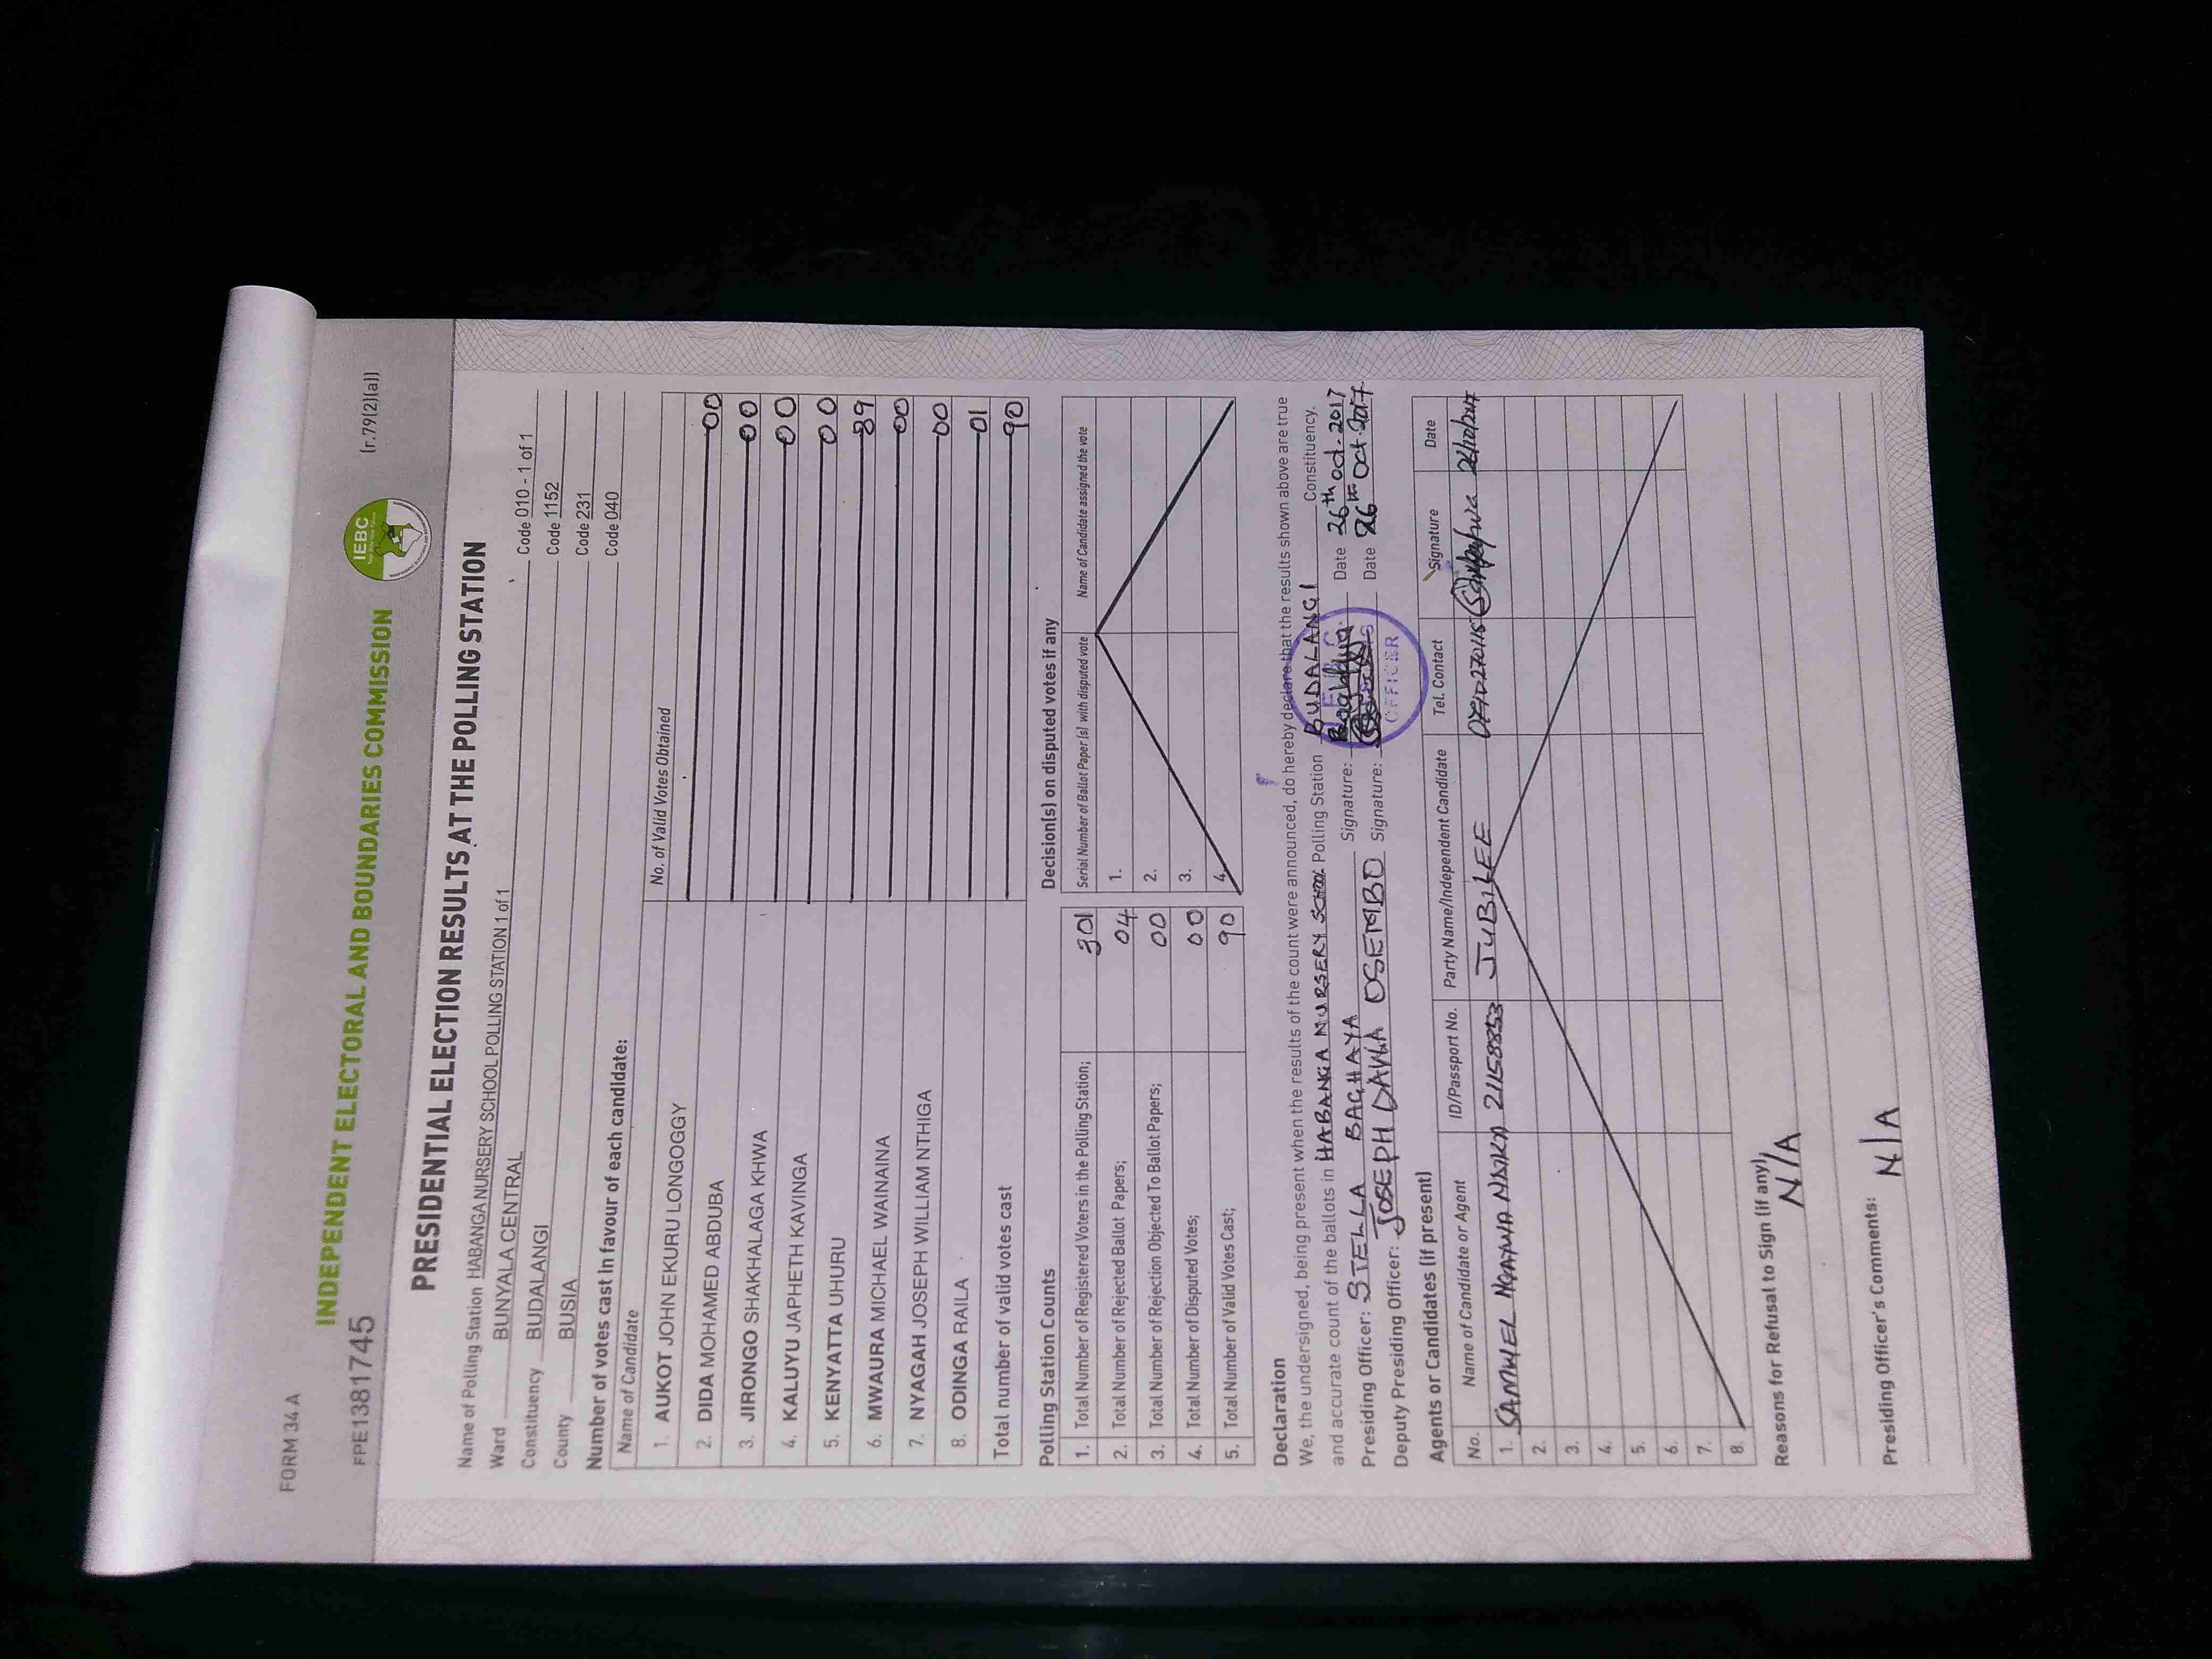 FORM 34 A
(r.79(2)(a))
INDEPENDENT ELECTORAL AND BOUNDARIES COMMISSION
IEBC
FPE1381745
PRESIDENTIAL ELECTION RESULTS AT THE POLLING STATION
Name of Polling Station HABANGA NURSERY SCHOOL POLLING STATION 1 of 1 Code 010 - 1 of 1
Ward BUNYALA CENTRAL Code 1152
Constituency BUDALANGI Code 231
County BUSIA Code 040
Number of votes cast in favour of each candidate:
Name of Candidate No. of Valid Votes Obtained
1. AUKOT JOHN EKURU LONGOGGY 00
2. DIDA MOHAMED ABDUBA 00
3. JIRONGO SHAKHALAGA KHWA 00
4. KALUYU JAPHETH KAVINGA 00
5. KENYATTA UHURU 89
6. MWAURA MICHAEL WAINAINA 00
7. NYAGAH JOSEPH WILLIAM NTHIGA 00
8. ODINGA RAILA 01
Total number of valid votes cast 90
Polling Station Counts
1. Total Number of Registered Voters in the Polling Station; 301
2. Total Number of Rejected Ballot Papers; 04
3. Total Number of Rejection Objected To Ballot Papers; 00
4. Total Number of Disputed Votes; 00
5. Total Number of Valid Votes Cast; 90
Decision(s) on disputed votes if any
Serial Number of Ballot Paper (s) with disputed vote Name of Candidate assigned the vote
1.
2.
3.
4.
Declaration
We, the undersigned, being present when the results of the count were announced, do hereby declare that the results shown above are true
and accurate count of the ballots in HABANGA NURSERY SCHOOL Polling Station BUDALANGI Constituency.
Presiding Officer: STELLA BAGHAYA Signature: Date 26th Oct-2017
Deputy Presiding Officer: JOSEPH DAWA OSEMBO Signature: Date 26th Oct-2017
OFFICER
Agents or Candidates (if present)
No. Name of Candidate or Agent ID/Passport No. Party Name/Independent Candidate Tel. Contact Signature Date
1. SAMUEL 21158853 JUBILEE 26/10/2017
2.
3.
4.
5.
6.
7.
8.
Reasons for Refusal to Sign (if any);
N/A
Presiding Officer's Comments:
N/A